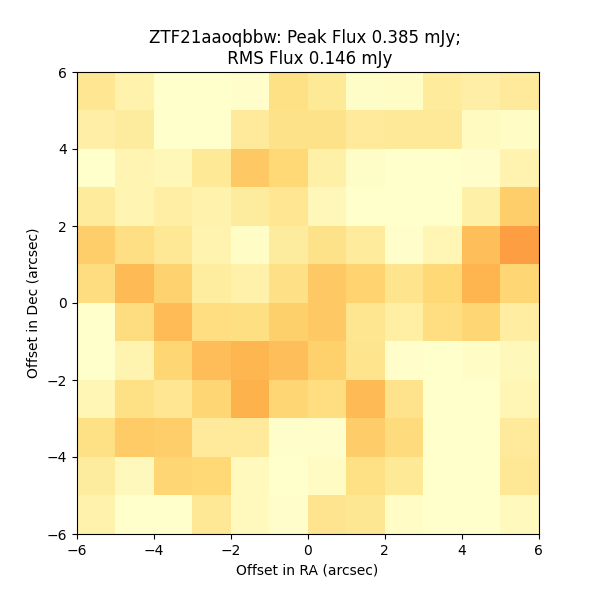 ZTF21aaoqbbw: Peak Flux 0.385 mJy;
RMS Flux 0.146 mJy
6
4
2
0
−2
−4
−6
Offset in Dec (arcsec)
−6 −4 −2 0 2 4 6
Offset in RA (arcsec)